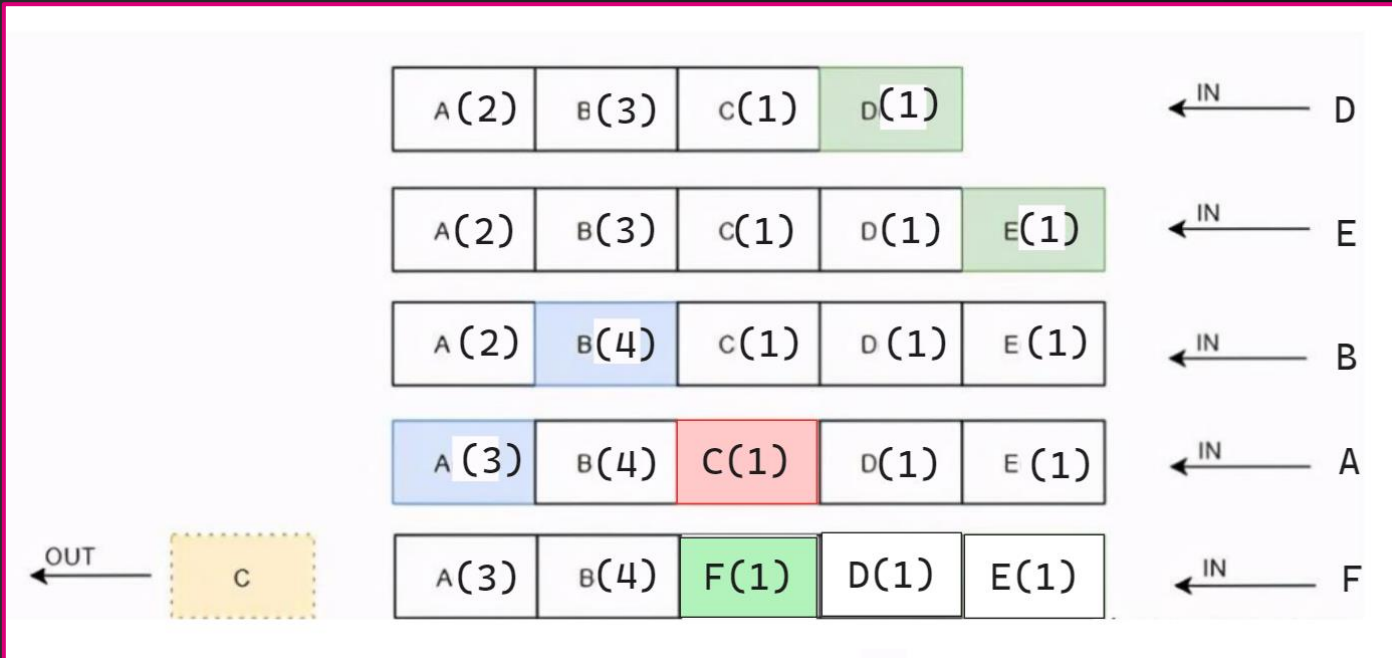 A (2) B(3) C(1) D(1) IN D
A(2) B(3) C(1) D(1) E(1) IN E
A (2) B(4) C(1) D (1) E (1) IN B
A (3) B(4) C(1) D(1) E (1) IN A
OUT C A(3) B(4) F(1) D(1) E(1) IN F